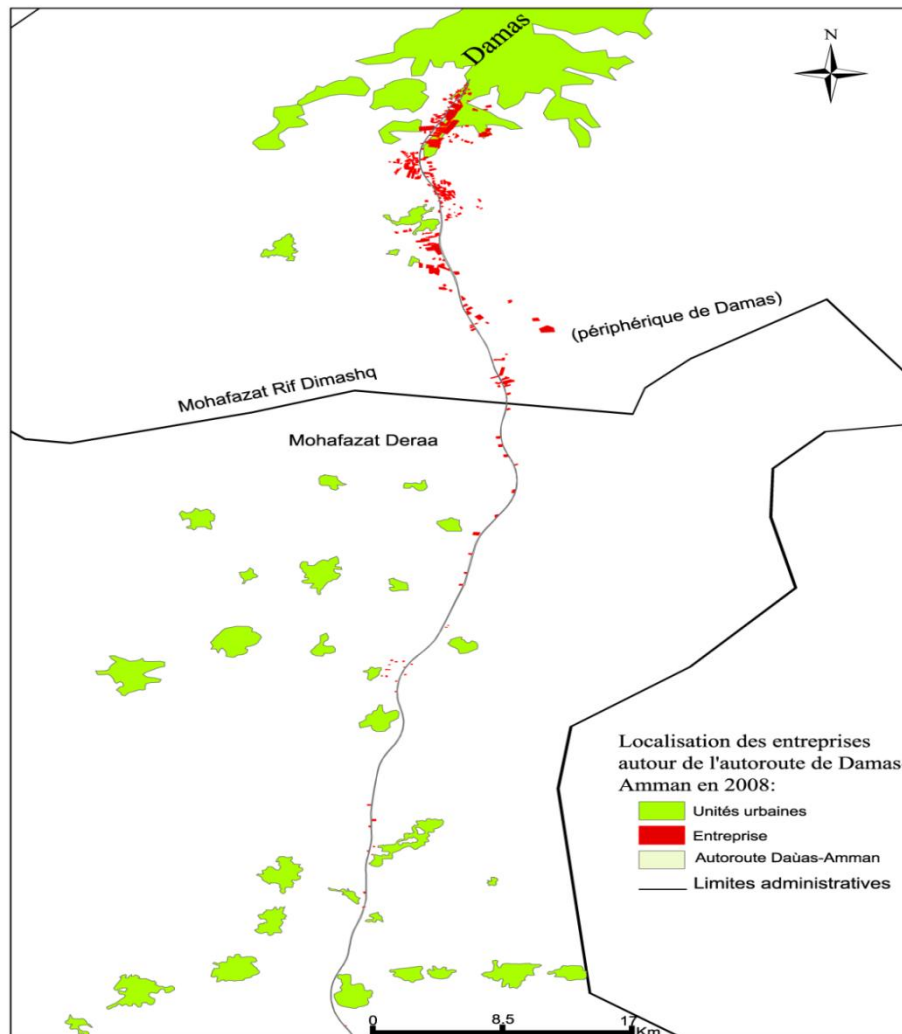 N
Damas
(périphérique de Damas)
Mohafazat Rif Dimashq
Mohafazat Deraa
Localisation des entreprises
autour de l'autoroute de Damas-
Amman en 2008:
Unités urbaines
Entreprise
Autoroute Daùas-Amman
Limites administratives
0 8.5 17
Km